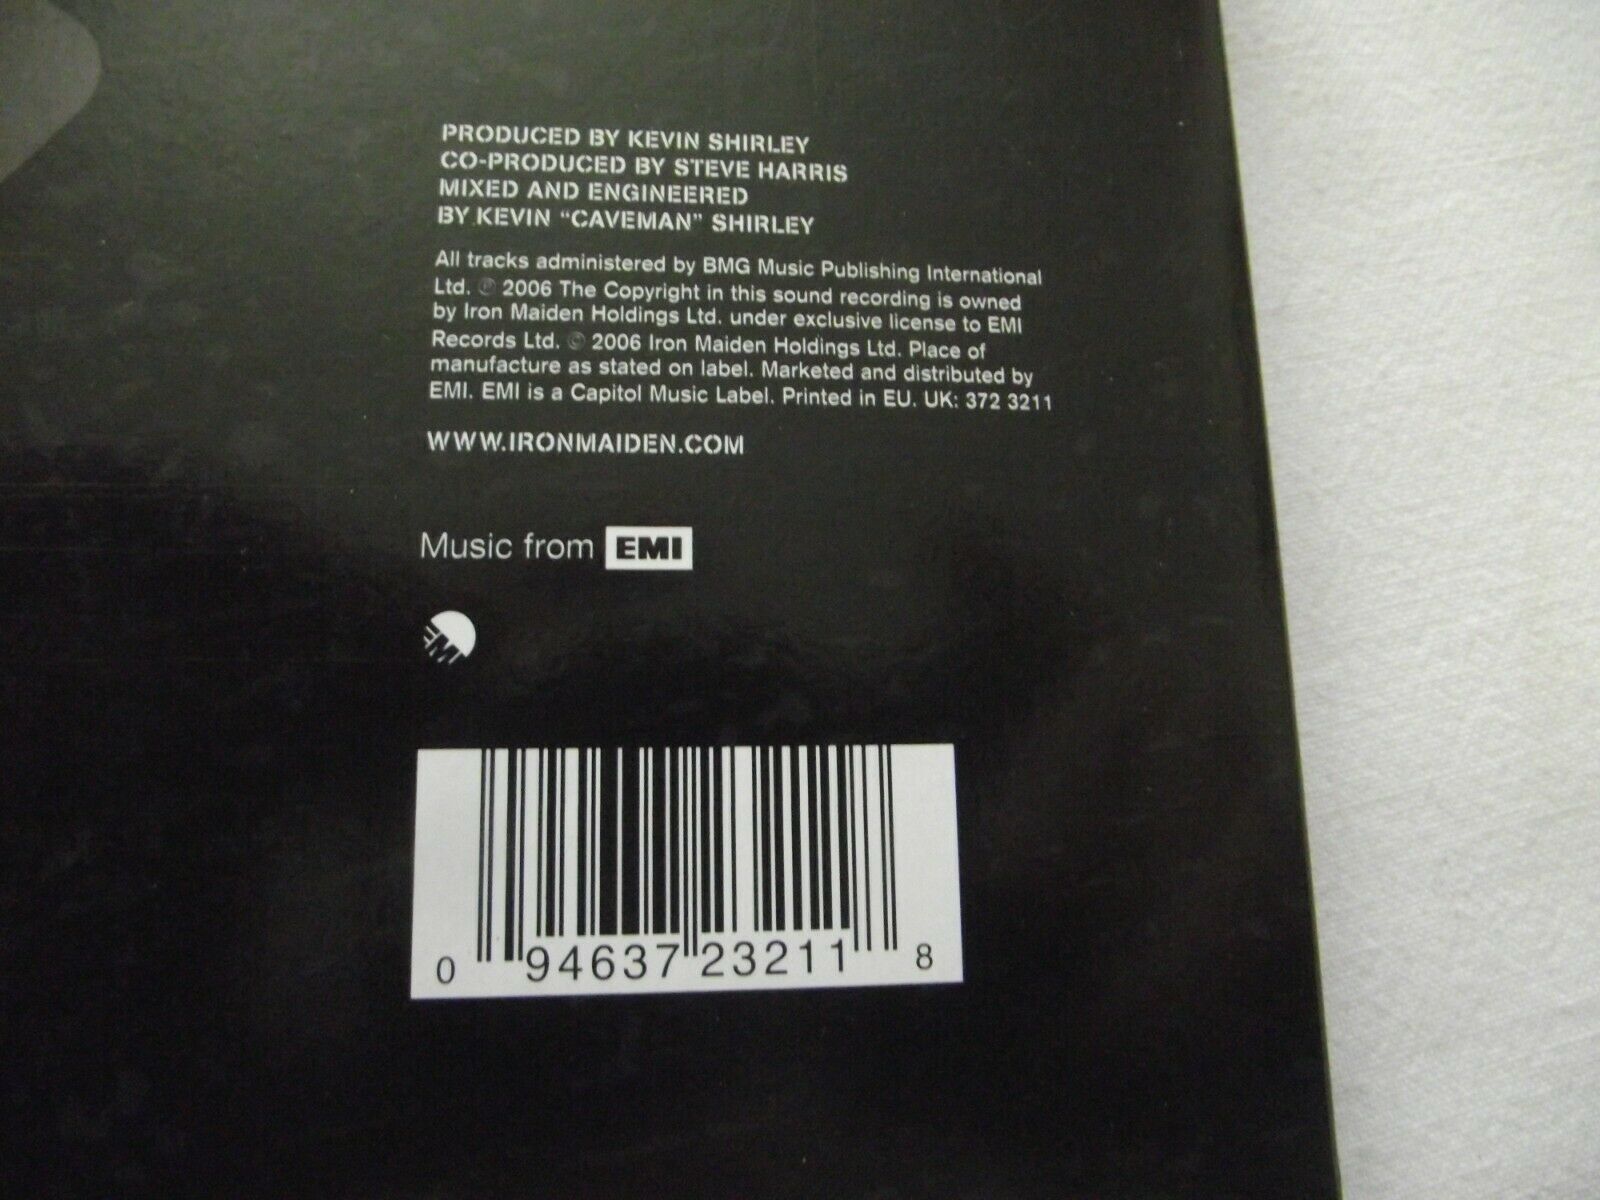 PRODUCED BY KEVIN SHIRLEY
CO-PRODUCED BY STEVE HARRIS
MIXED AND ENGINEERED
BY KEVIN "CAVEMAN" SHIRLEY
All tracks administered by BMG Music Publishing International
Ltd. ℗ 2006 The Copyright in this sound recording is owned
by Iron Maiden Holdings Ltd. under exclusive license to EMI
Records Ltd. © 2006 Iron Maiden Holdings Ltd. Place of
manufacture as stated on label. Marketed and distributed by
EMI. EMI is a Capitol Music Label. Printed in EU. UK: 372 3211
WWW.IRONMAIDEN.COM
Music from EMI
EMI
0 94637 23211 8